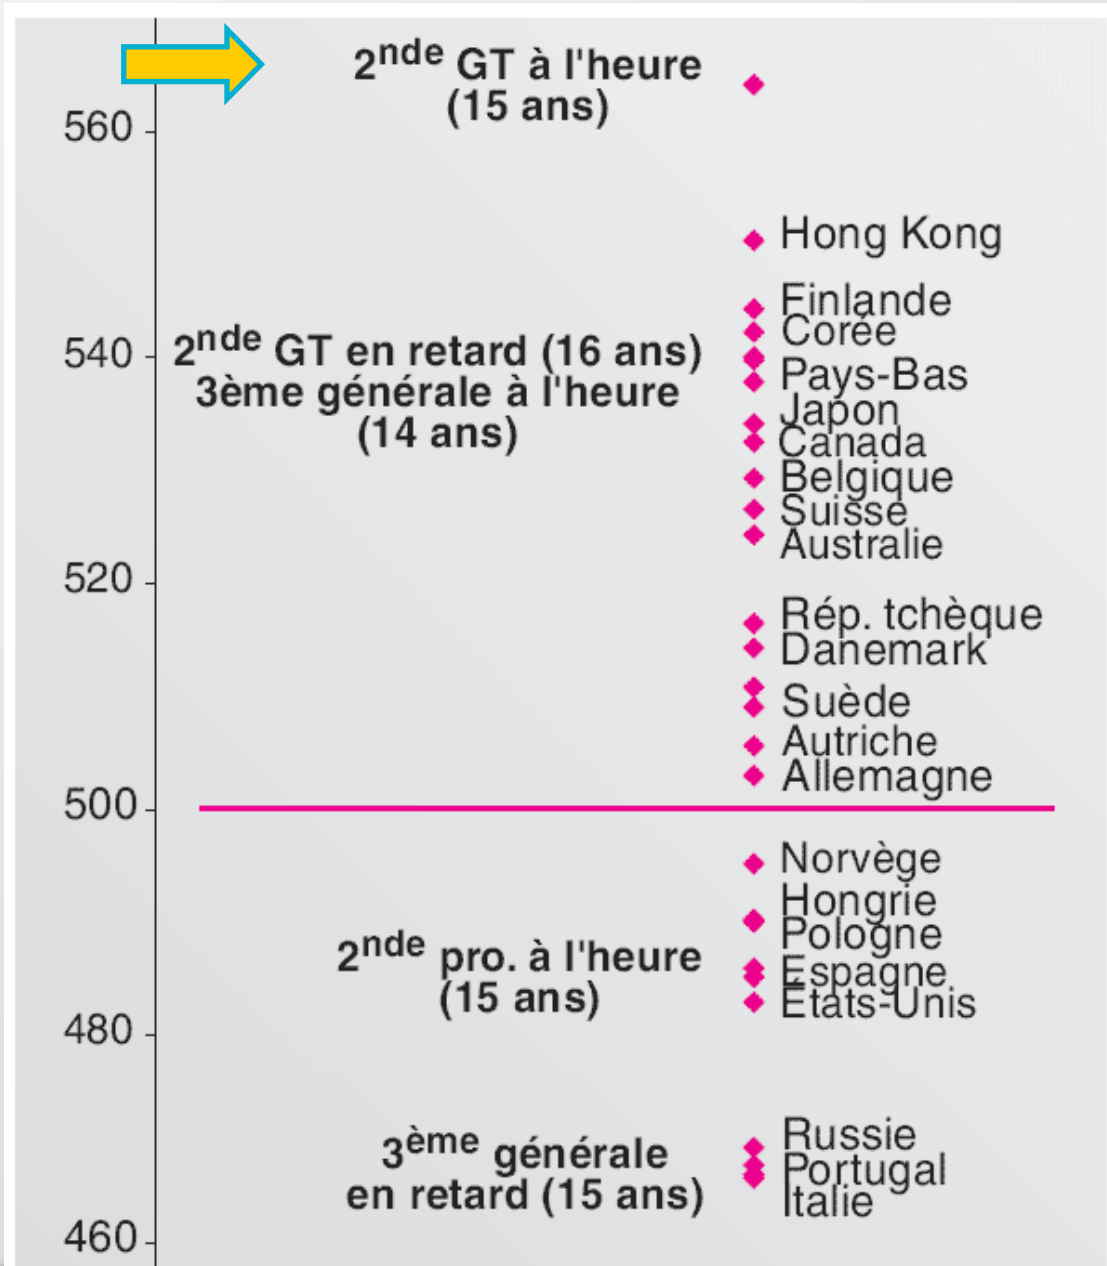 2nde GT à l'heure
(15 ans)
560
Hong Kong
Finlande
Corée
540
2nde GT en retard (16 ans)
3ème générale à l'heure
(14 ans)
Pays-Bas
Japon
Canada
Belgique
Suisse
Australie
520
Rép. tchèque
Danemark
Suède
Autriche
Allemagne
500
Norvège
Hongrie
Pologne
2nde pro. à l'heure
(15 ans)
Espagne
États-Unis
480
3ème générale
en retard (15 ans)
Russie
Portugal
Italie
460